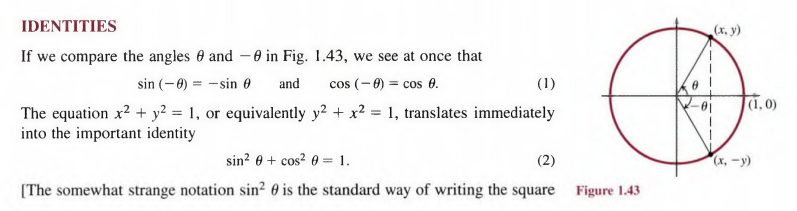 IDENTITIES
If we compare the angles θ and −θ in Fig. 1.43, we see at once that
sin (−θ) = −sin θ and cos (−θ) = cos θ. (1)
The equation x² + y² = 1, or equivalently y² + x² = 1, translates immediately
into the important identity
sin² θ + cos² θ = 1. (2)
[The somewhat strange notation sin² θ is the standard way of writing the square
(x, y)
θ
−θ
(1, 0)
(x, −y)
Figure 1.43